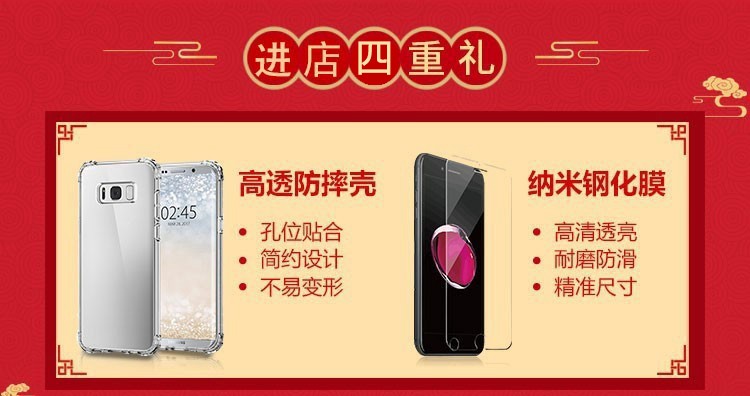 进店四重礼
高透防摔壳
孔位贴合
简约设计
不易变形
02:45
纳米钢化膜
高清透亮
耐磨防滑
精准尺寸